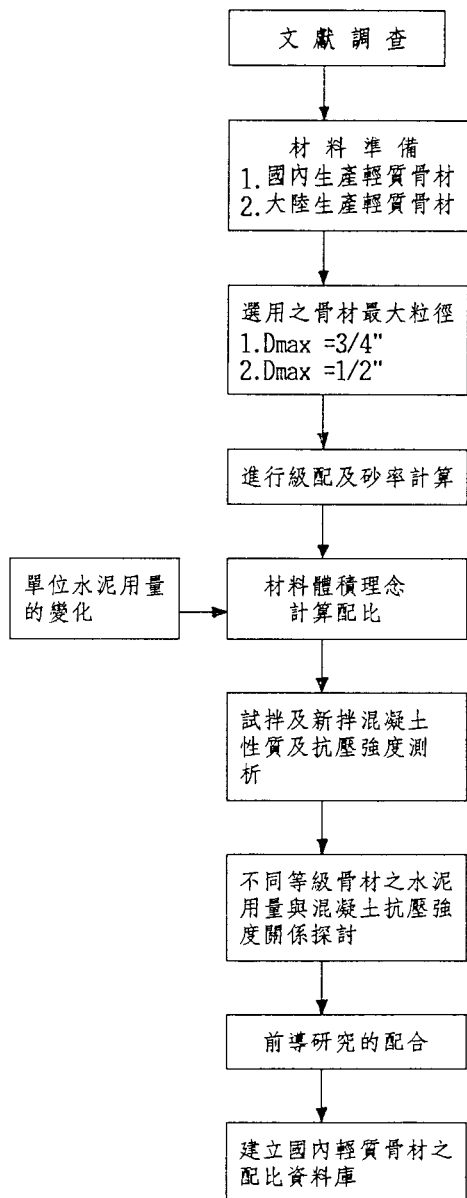 文獻調查
材料準備
1.國內生產輕質骨材
2.大陸生產輕質骨材
選用之骨材最大粒徑
1.Dmax =3/4"
2.Dmax =1/2"
進行級配及砂率計算
單位水泥用量
的變化
材料體積理念
計算配比
試拌及新拌混凝土
性質及抗壓強度測
析
不同等級骨材之水泥
用量與混凝土抗壓強
度關係探討
前導研究的配合
建立國內輕質骨材之
配比資料庫